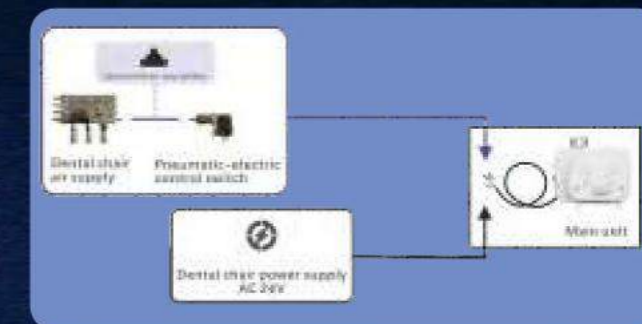 Dental chair
air supply
Pneumatic-electric
control switch
Main unit
Dental chair power supply
AC 24V